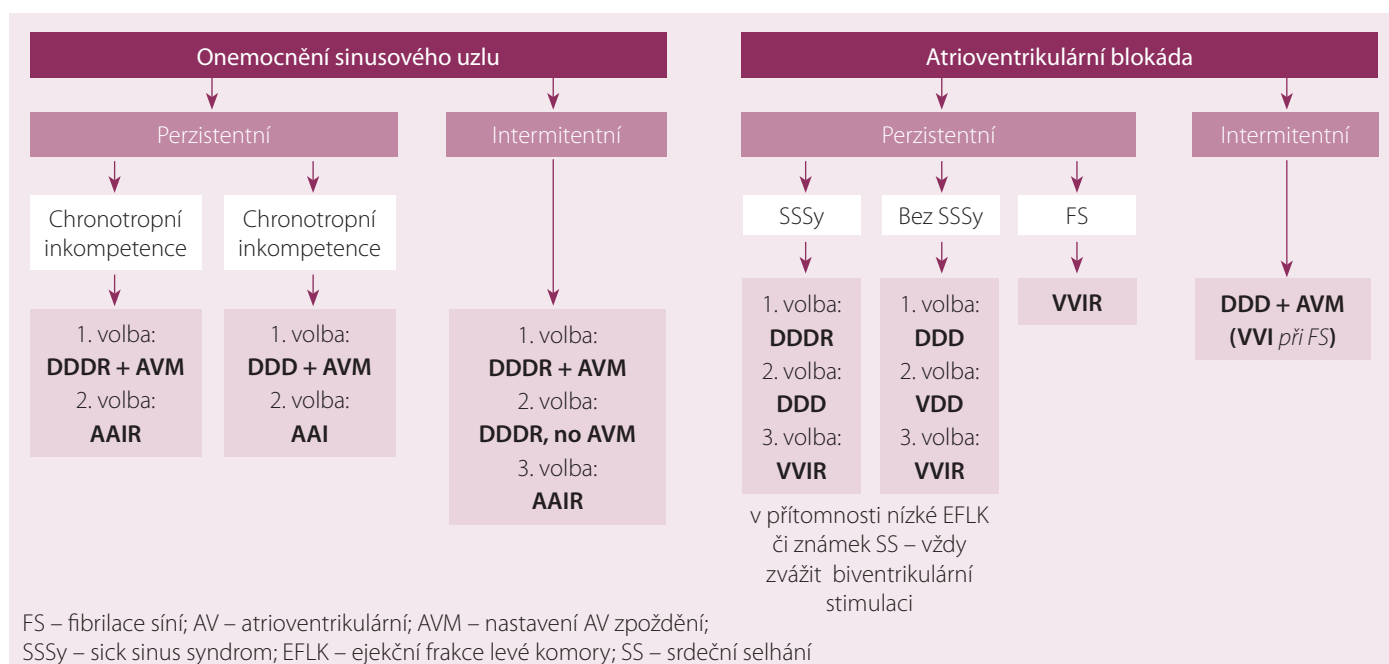 Onemocnění sinusového uzlu
Perzistentní
Intermitentní
Chronotropní
inkompetence
Chronotropní
inkompetence
1. volba:
DDDR + AVM
2. volba:
AAIR
1. volba:
DDD + AVM
2. volba:
AAI
1. volba:
DDDR + AVM
2. volba:
DDDR, no AVM
3. volba:
AAIR
Atrioventrikulární blokáda
Perzistentní
Intermitentní
SSSy
Bez SSSy
FS
1. volba:
DDDR
2. volba:
DDD
3. volba:
VVIR
1. volba:
DDD
2. volba:
VDD
3. volba:
VVIR
VVIR
DDD + AVM
(VVI při FS)
v přítomnosti nízké EFLK
či známek SS – vždy
zvážit biventrikulární
stimulaci
FS – fibrilace síní; AV – atrioventrikulární; AVM – nastavení AV zpoždění;
SSSy – sick sinus syndrom; EFLK – ejekční frakce levé komory; SS – srdeční selhání